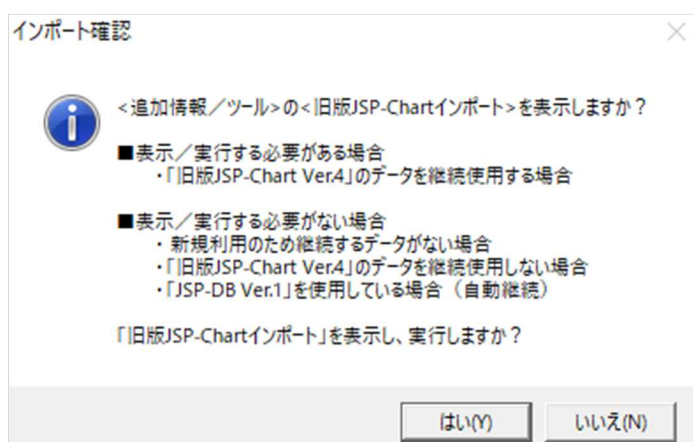 インポート確認
<追加情報／ツール>の<旧版JSP-Chartインポート>を表示しますか？
■表示／実行する必要がある場合
・「旧版JSP-Chart Ver.4」のデータを継続使用する場合
■表示／実行する必要がない場合
・ 新規利用のため継続するデータがない場合
・「旧版JSP-Chart Ver.4」のデータを継続使用しない場合
・「JSP-DB Ver.1」を使用している場合（自動継続）
「旧版JSP-Chartインポート」を表示し、実行しますか？
はい(Y) いいえ(N)